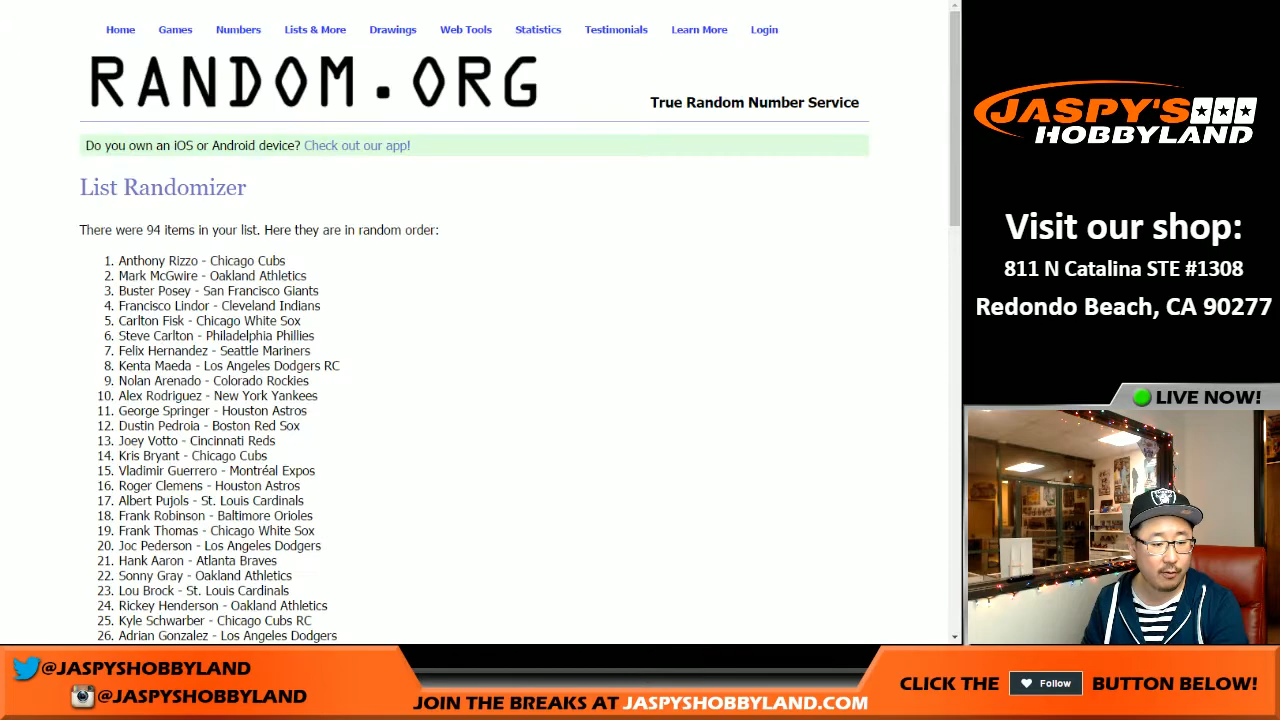 Home Games Numbers Lists & More Drawings Web Tools Statistics Testimonials Learn More Login
RANDOM.ORG
True Random Number Service
Do you own an iOS or Android device? Check out our app!
List Randomizer
There were 94 items in your list. Here they are in random order:
1. Anthony Rizzo - Chicago Cubs
2. Mark McGwire - Oakland Athletics
3. Buster Posey - San Francisco Giants
4. Francisco Lindor - Cleveland Indians
5. Carlton Fisk - Chicago White Sox
6. Steve Carlton - Philadelphia Phillies
7. Felix Hernandez - Seattle Mariners
8. Kenta Maeda - Los Angeles Dodgers RC
9. Nolan Arenado - Colorado Rockies
10. Alex Rodriguez - New York Yankees
11. George Springer - Houston Astros
12. Dustin Pedroia - Boston Red Sox
13. Joey Votto - Cincinnati Reds
14. Kris Bryant - Chicago Cubs
15. Vladimir Guerrero - Montréal Expos
16. Roger Clemens - Houston Astros
17. Albert Pujols - St. Louis Cardinals
18. Frank Robinson - Baltimore Orioles
19. Frank Thomas - Chicago White Sox
20. Joc Pederson - Los Angeles Dodgers
21. Hank Aaron - Atlanta Braves
22. Sonny Gray - Oakland Athletics
23. Lou Brock - St. Louis Cardinals
24. Rickey Henderson - Oakland Athletics
25. Kyle Schwarber - Chicago Cubs RC
26. Adrian Gonzalez - Los Angeles Dodgers
JASPY'S
HOBBYLAND
Visit our shop:
811 N Catalina STE #1308
Redondo Beach, CA 90277
LIVE NOW!
@JASPYSHOBBYLAND
@JASPYSHOBBYLAND
JOIN THE BREAKS AT JASPYSHOBBYLAND.COM
CLICK THE Follow BUTTON BELOW!